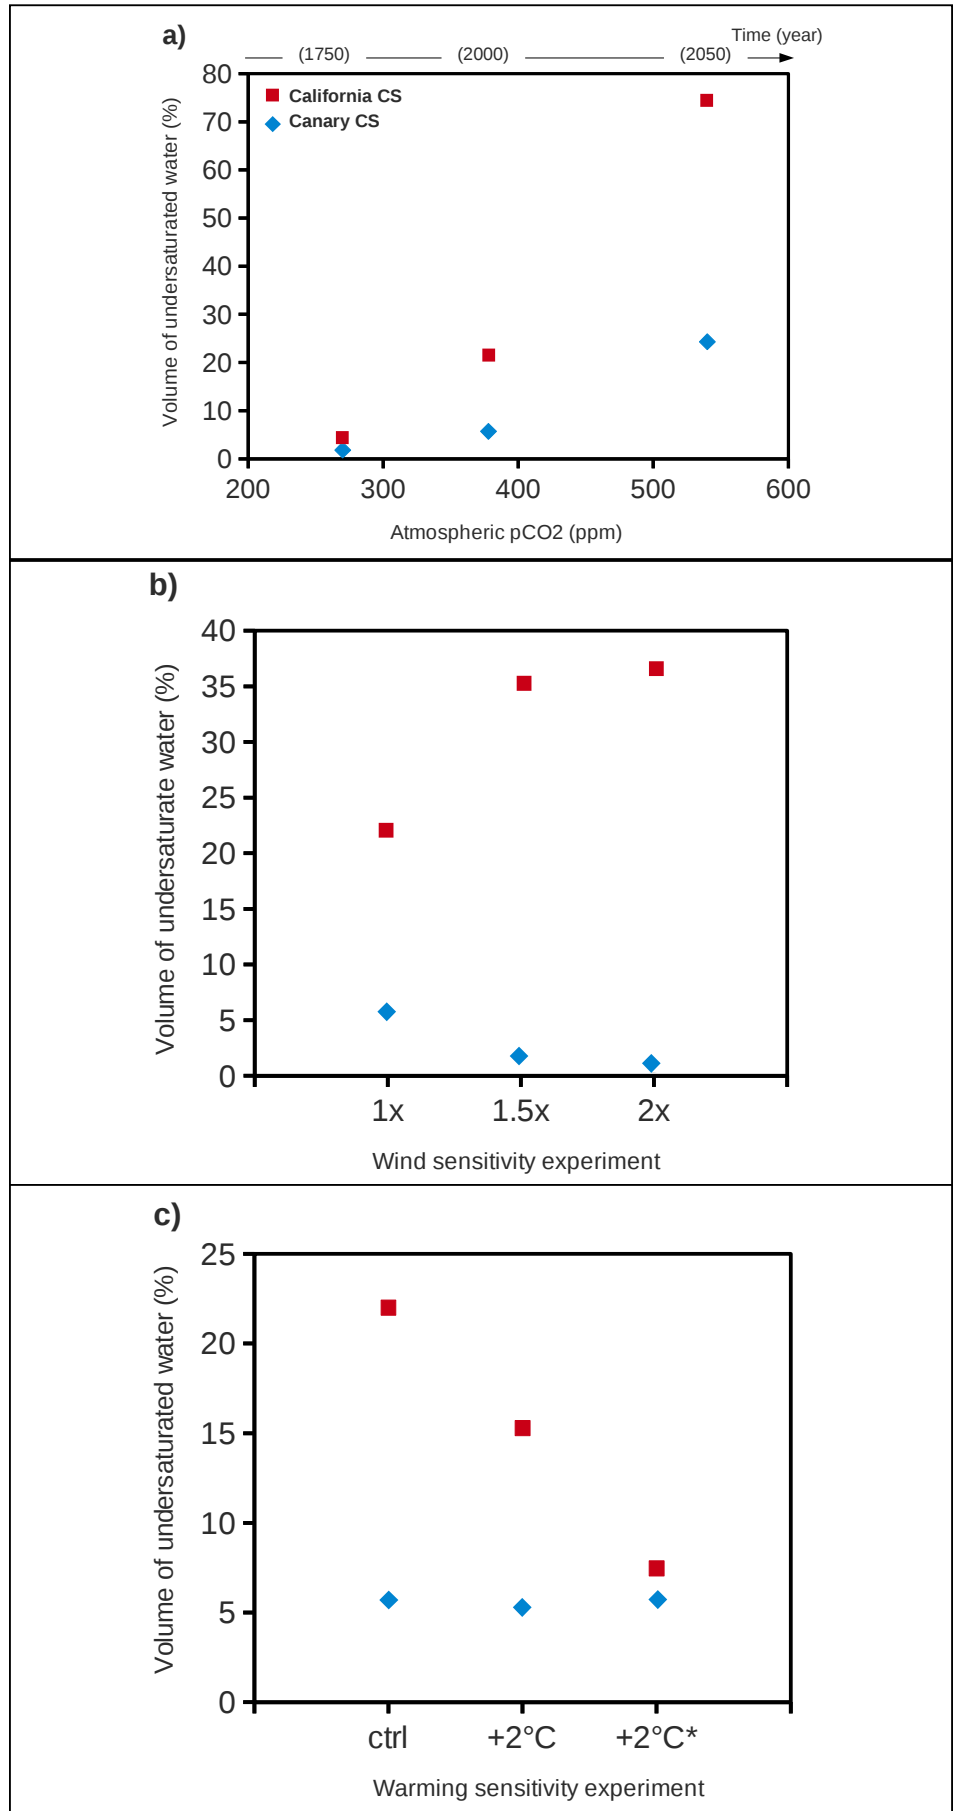 a)
Time (year)
(1750) (2000) (2050)
California CS
Canary CS
Volume of undersaturated water (%)
80
70
60
50
40
30
20
10
0
200 300 400 500 600
Atmospheric pCO2 (ppm)
b)
Volume of undersaturate water (%)
40
35
30
25
20
15
10
5
0
1x 1.5x 2x
Wind sensitivity experiment
c)
Volume of undersaturated water (%)
25
20
15
10
5
0
ctrl +2°C +2°C*
Warming sensitivity experiment